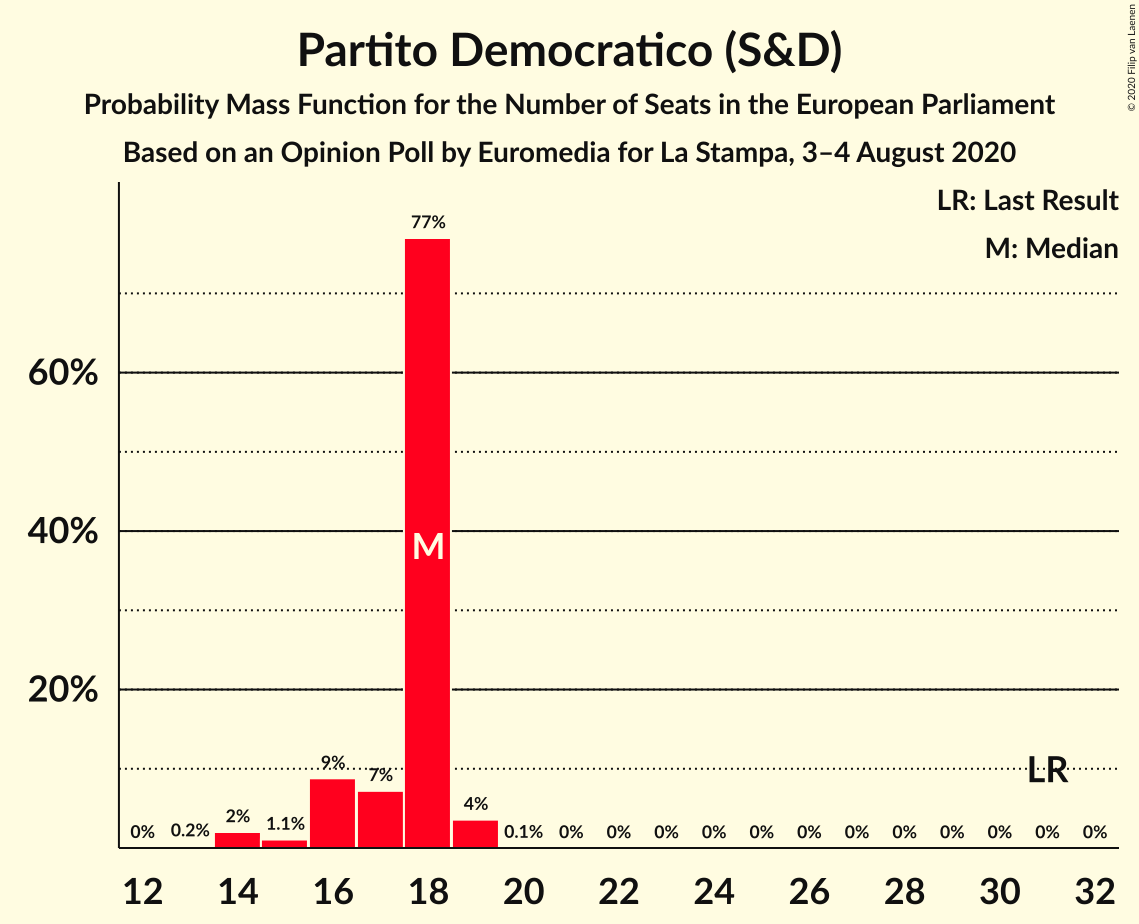 Partito Democratico (S&D)
Probability Mass Function for the Number of Seats in the European Parliament
Based on an Opinion Poll by Euromedia for La Stampa, 3–4 August 2020
© 2020 Filip van Laenen
LR: Last Result
M: Median
77%
60%
40%
M
20%
9%
7%
LR
4%
2%
1.1%
0% 0.2% 0.1% 0% 0% 0% 0% 0% 0% 0% 0% 0% 0% 0% 0%
12 14 16 18 20 22 24 26 28 30 32